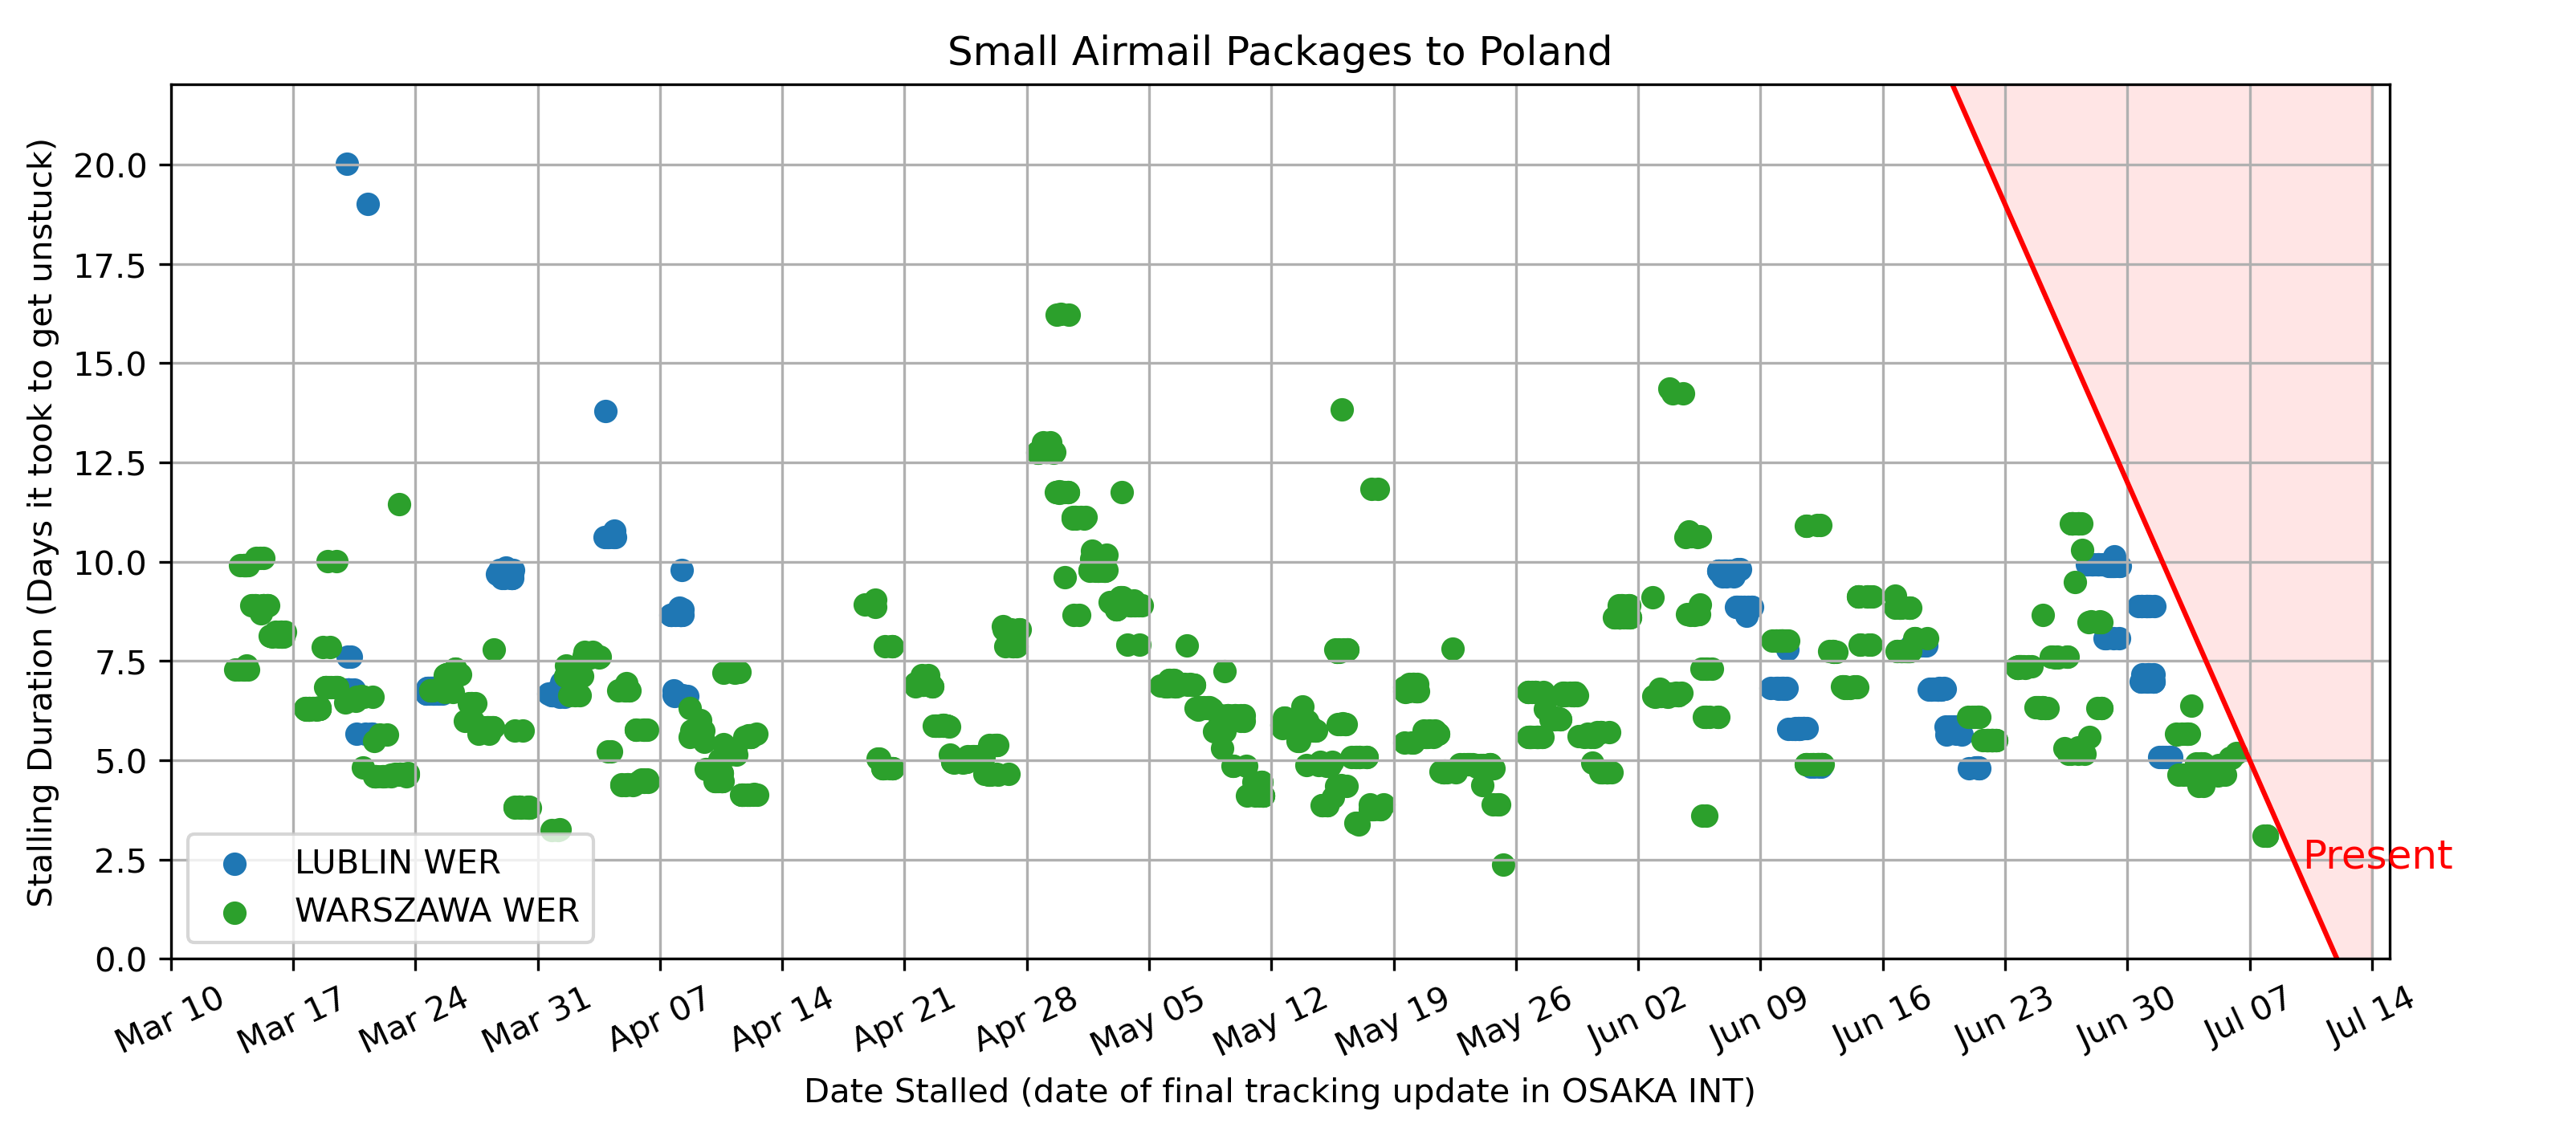 Small Airmail Packages to Poland
Stalling Duration (Days it took to get unstuck)
20.0
17.5
15.0
12.5
10.0
7.5
5.0
2.5
0.0
LUBLIN WER
WARSZAWA WER
Present
Mar 10
Mar 17
Mar 24
Mar 31
Apr 07
Apr 14
Apr 21
Apr 28
May 05
May 12
May 19
May 26
Jun 02
Jun 09
Jun 16
Jun 23
Jun 30
Jul 07
Jul 14
Date Stalled (date of final tracking update in OSAKA INT)